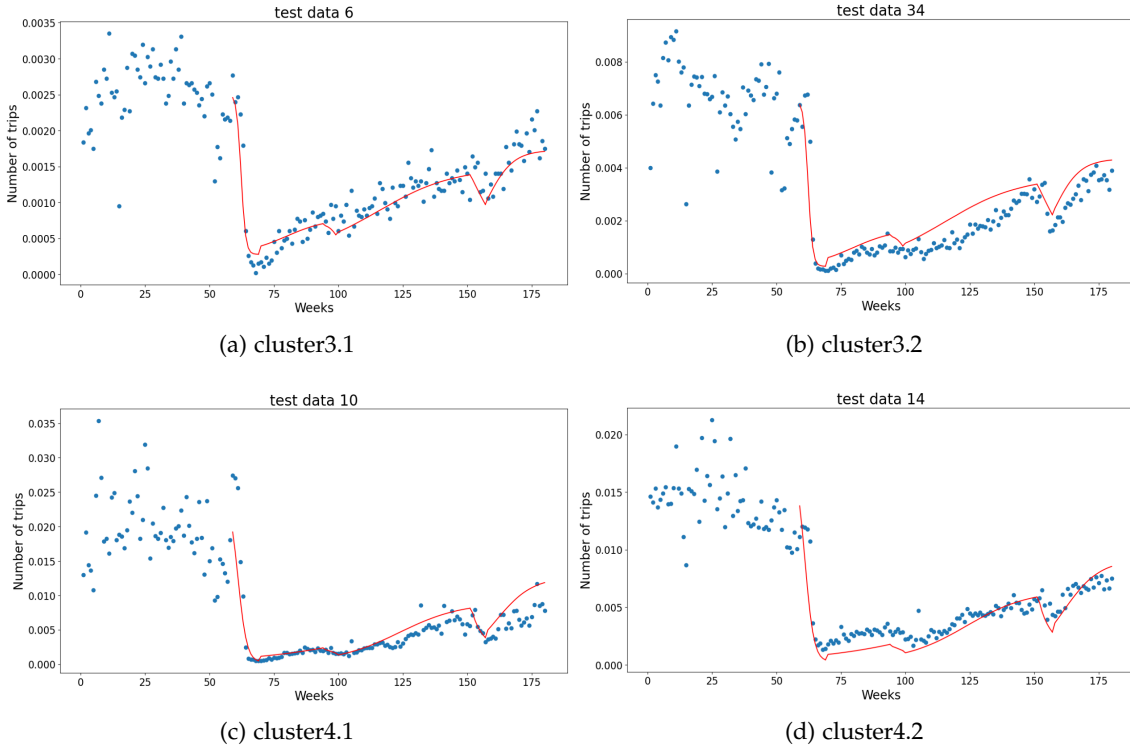 test data 6
0.0035
0.0030
0.0025
0.0020
0.0015
0.0010
0.0005
0.0000
Number of trips
0 25 50 75 100 125 150 175
Weeks
(a) cluster3.1
test data 34
0.008
0.006
0.004
0.002
0.000
Number of trips
0 25 50 75 100 125 150 175
Weeks
(b) cluster3.2
test data 10
0.035
0.030
0.025
0.020
0.015
0.010
0.005
0.000
Number of trips
0 25 50 75 100 125 150 175
Weeks
(c) cluster4.1
test data 14
0.020
0.015
0.010
0.005
0.000
Number of trips
0 25 50 75 100 125 150 175
Weeks
(d) cluster4.2